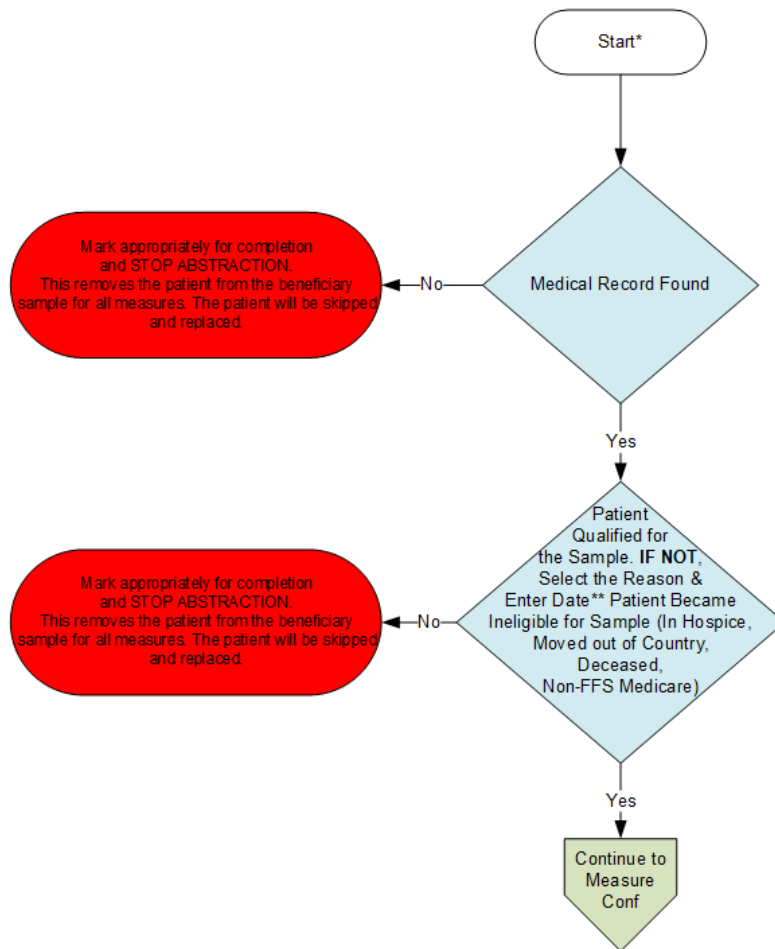 Start*
Medical Record Found
No
Mark appropriately for completion
and STOP ABSTRACTION.
This removes the patient from the beneficiary
sample for all measures. The patient will be skipped
and replaced.
Yes
Patient
Qualified for
the Sample. IF NOT,
Select the Reason &
Enter Date** Patient Became
Ineligible for Sample (In Hospice,
Moved out of Country,
Deceased,
Non-FFS Medicare)
No
Mark appropriately for completion
and STOP ABSTRACTION.
This removes the patient from the beneficiary
sample for all measures. The patient will be skipped
and replaced.
Yes
Continue to
Measure
Conf